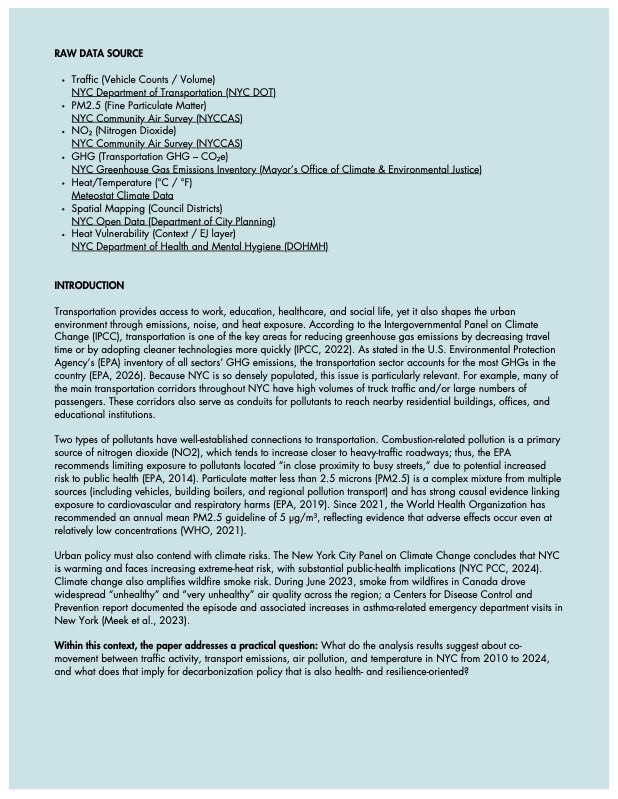 RAW DATA SOURCE
• Traffic (Vehicle Counts / Volume)
NYC Department of Transportation (NYC DOT)
• PM2.5 (Fine Particulate Matter)
NYC Community Air Survey (NYCCAS)
• NO₂ (Nitrogen Dioxide)
NYC Community Air Survey (NYCCAS)
• GHG (Transportation GHG – CO₂e)
NYC Greenhouse Gas Emissions Inventory (Mayor's Office of Climate & Environmental Justice)
• Heat/Temperature (°C / °F)
Meteostat Climate Data
• Spatial Mapping (Council Districts)
NYC Open Data (Department of City Planning)
• Heat Vulnerability (Context / EJ layer)
NYC Department of Health and Mental Hygiene (DOHMH)
INTRODUCTION
Transportation provides access to work, education, healthcare, and social life, yet it also shapes the urban
environment through emissions, noise, and heat exposure. According to the Intergovernmental Panel on Climate
Change (IPCC), transportation is one of the key areas for reducing greenhouse gas emissions by decreasing travel
time or by adopting cleaner technologies more quickly (IPCC, 2022). As stated in the U.S. Environmental Protection
Agency's (EPA) inventory of all sectors' GHG emissions, the transportation sector accounts for the most GHGs in the
country (EPA, 2026). Because NYC is so densely populated, this issue is particularly relevant. For example, many of
the main transportation corridors throughout NYC have high volumes of truck traffic and/or large numbers of
passengers. These corridors also serve as conduits for pollutants to reach nearby residential buildings, offices, and
educational institutions.
Two types of pollutants have well-established connections to transportation. Combustion-related pollution is a primary
source of nitrogen dioxide (NO2), which tends to increase closer to heavy-traffic roadways; thus, the EPA
recommends limiting exposure to pollutants located "in close proximity to busy streets," due to potential increased
risk to public health (EPA, 2014). Particulate matter less than 2.5 microns (PM2.5) is a complex mixture from multiple
sources (including vehicles, building boilers, and regional pollution transport) and has strong causal evidence linking
exposure to cardiovascular and respiratory harms (EPA, 2019). Since 2021, the World Health Organization has
recommended an annual mean PM2.5 guideline of 5 µg/m³, reflecting evidence that adverse effects occur even at
relatively low concentrations (WHO, 2021).
Urban policy must also contend with climate risks. The New York City Panel on Climate Change concludes that NYC
is warming and faces increasing extreme-heat risk, with substantial public-health implications (NYC PCC, 2024).
Climate change also amplifies wildfire smoke risk. During June 2023, smoke from wildfires in Canada drove
widespread "unhealthy" and "very unhealthy" air quality across the region; a Centers for Disease Control and
Prevention report documented the episode and associated increases in asthma-related emergency department visits in
New York (Meek et al., 2023).
Within this context, the paper addresses a practical question: What do the analysis results suggest about co-
movement between traffic activity, transport emissions, air pollution, and temperature in NYC from 2010 to 2024,
and what does that imply for decarbonization policy that is also health- and resilience-oriented?